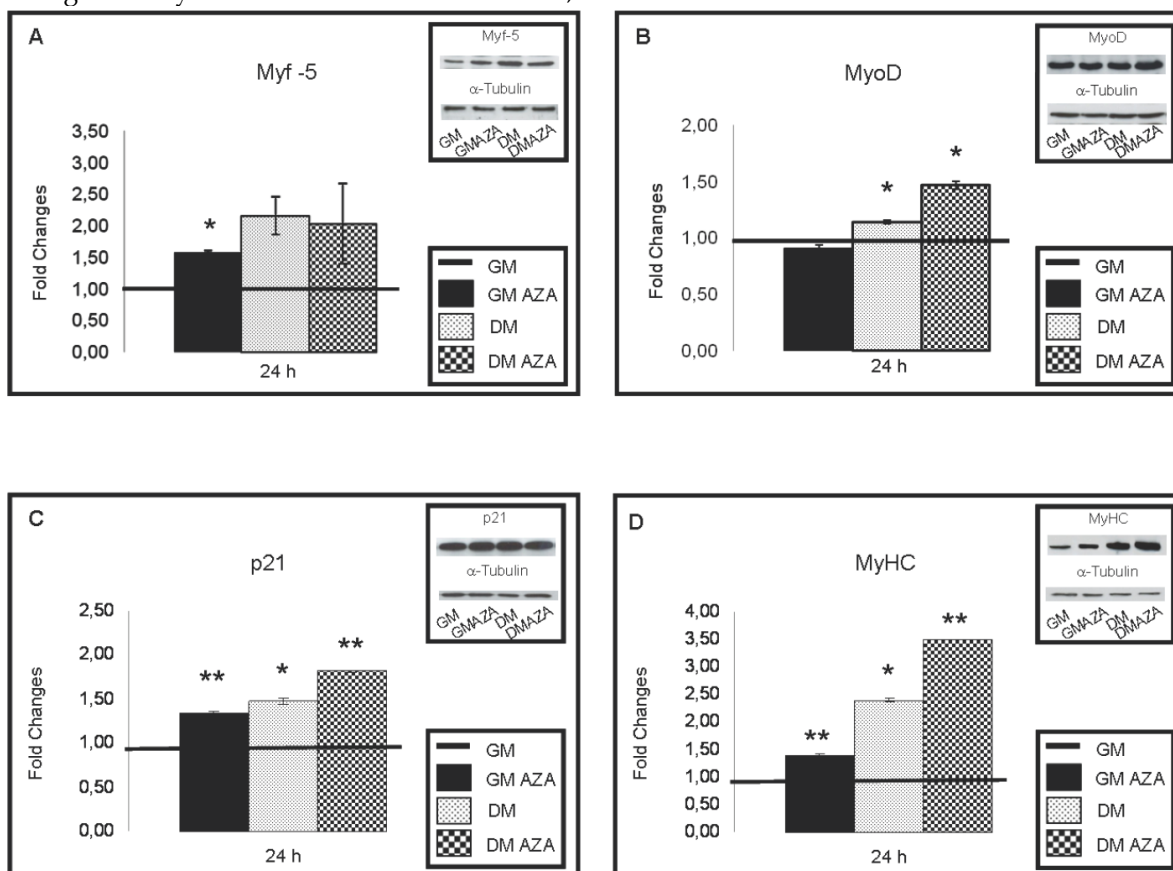 A
Myf -5
Myf-5
α-Tubulin
GM
GMAZA
DM
DMAZA
Fold Changes
3,50
3,00
2,50
2,00
1,50
1,00
0,50
0,00
*
24 h
GM
GM AZA
DM
DM AZA
B
MyoD
MyoD
α-Tubulin
GM
GMAZA
DM
DMAZA
Fold Changes
2,00
1,50
1,00
0,50
0,00
*
*
24 h
GM
GM AZA
DM
DM AZA
C
p21
p21
α-Tubulin
GM
GMAZA
DM
DMAZA
Fold Changes
2,50
2,00
1,50
1,00
0,50
0,00
**
*
**
24 h
GM
GM AZA
DM
DM AZA
D
MyHC
MyHC
α-Tubulin
GM
GMAZA
DM
DMAZA
Fold Changes
4,00
3,50
3,00
2,50
2,00
1,50
1,00
0,50
0,00
**
*
**
24 h
GM
GM AZA
DM
DM AZA